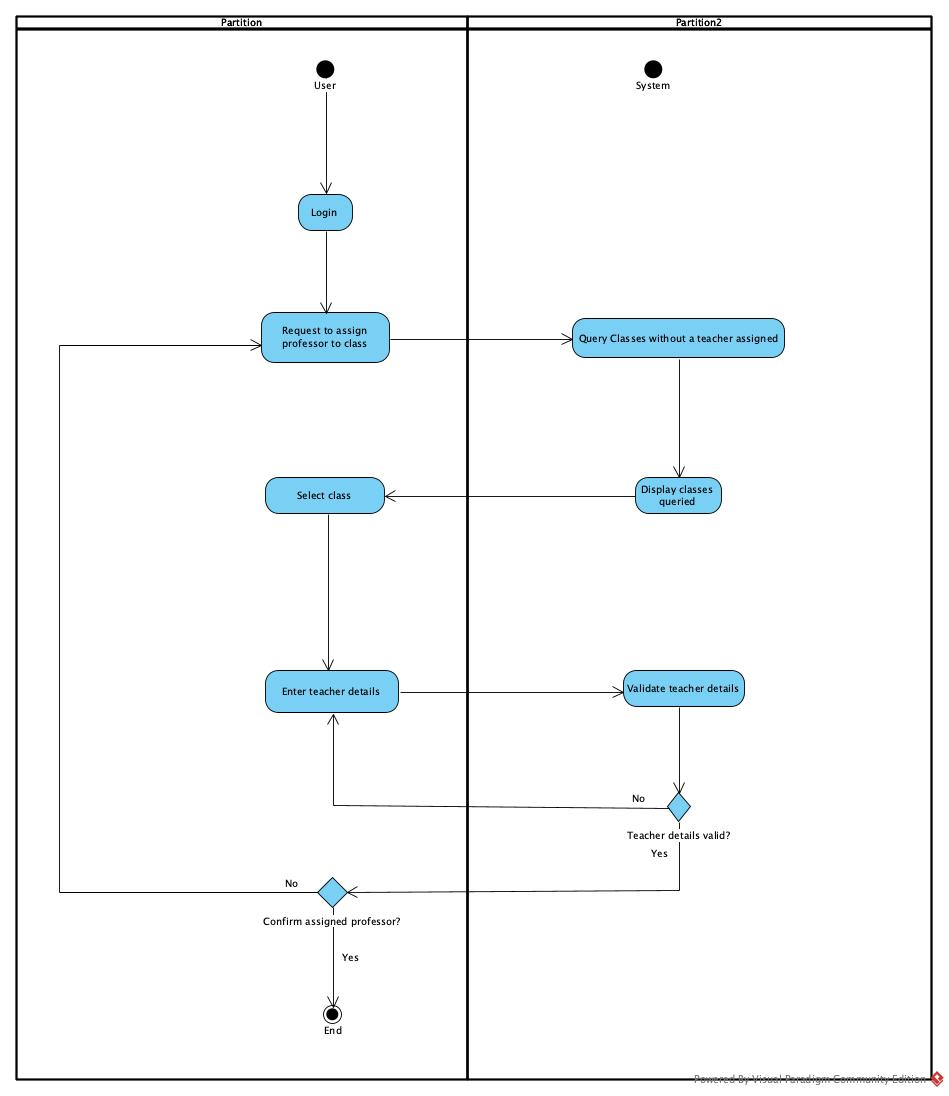 Partition
Partition2
User
System
Login
Request to assign
professor to class
Query Classes without a teacher assigned
Select class
Display classes
queried
Enter teacher details
Validate teacher details
No
Teacher details valid?
Yes
No
Confirm assigned professor?
Yes
End
Powered By Visual Paradigm Community Edition